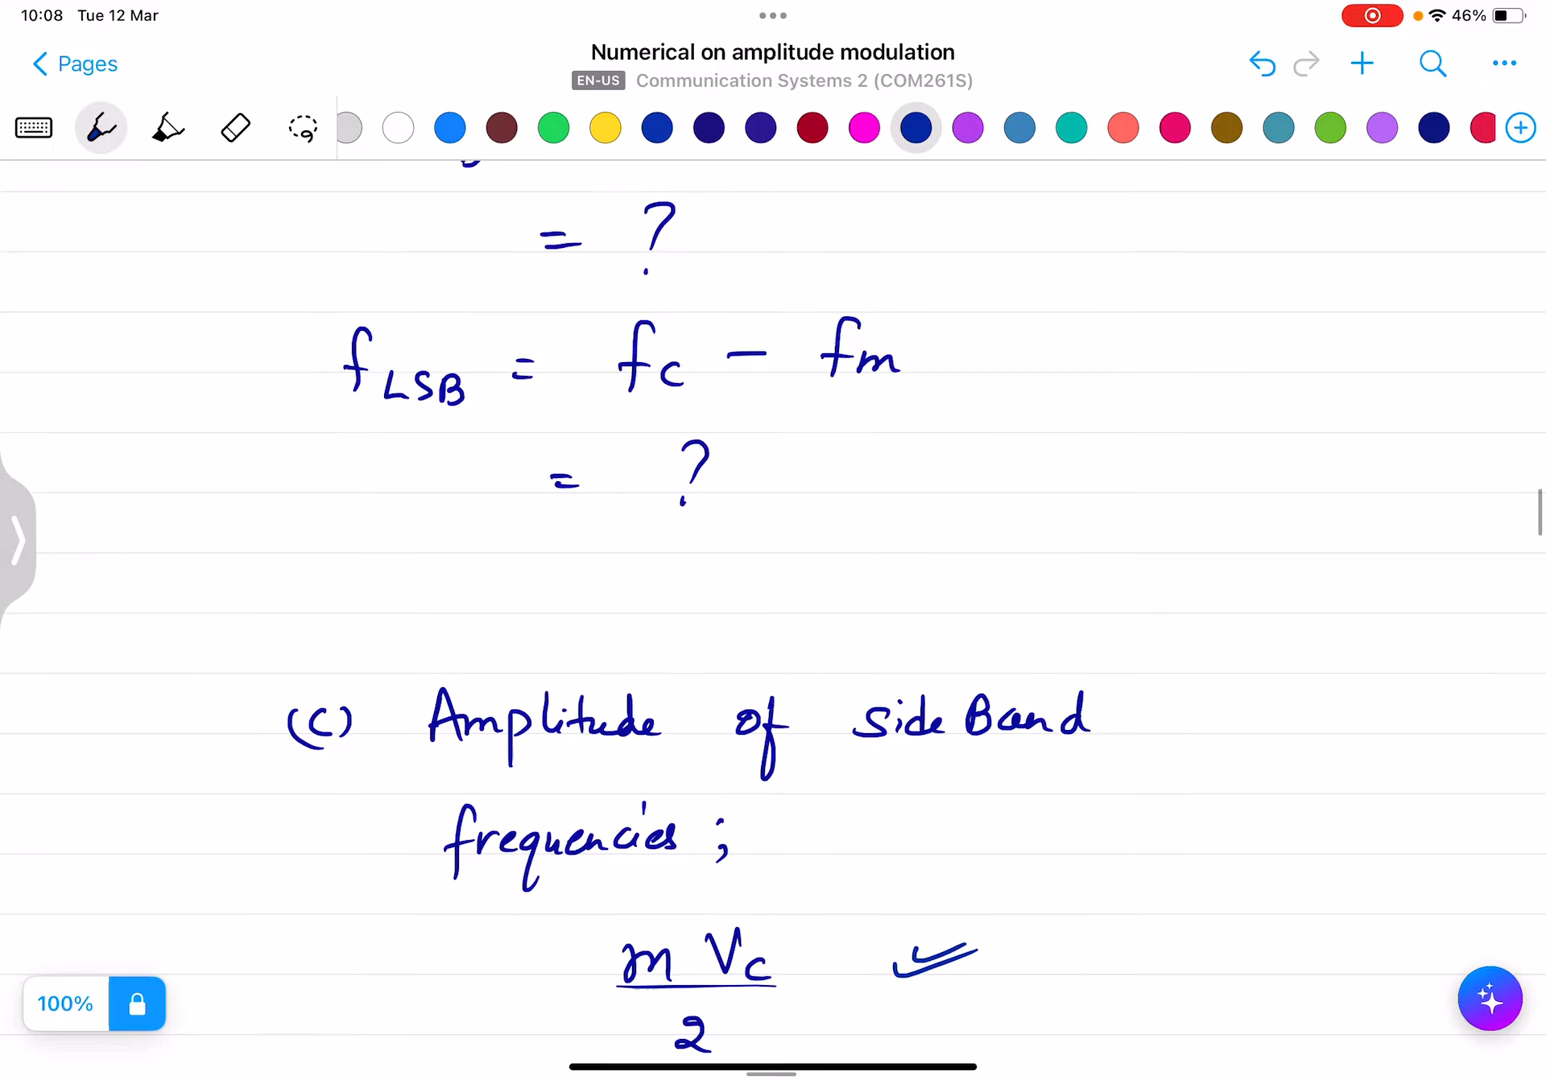 10:08 Tue 12 Mar
46%
Pages
Numerical on amplitude modulation
EN-US Communication Systems 2 (COM261S)
= ?
fLSB = fc - fm
= ?
(C) Amplitude of side Band
frequencies ;
m Vc
2
100%